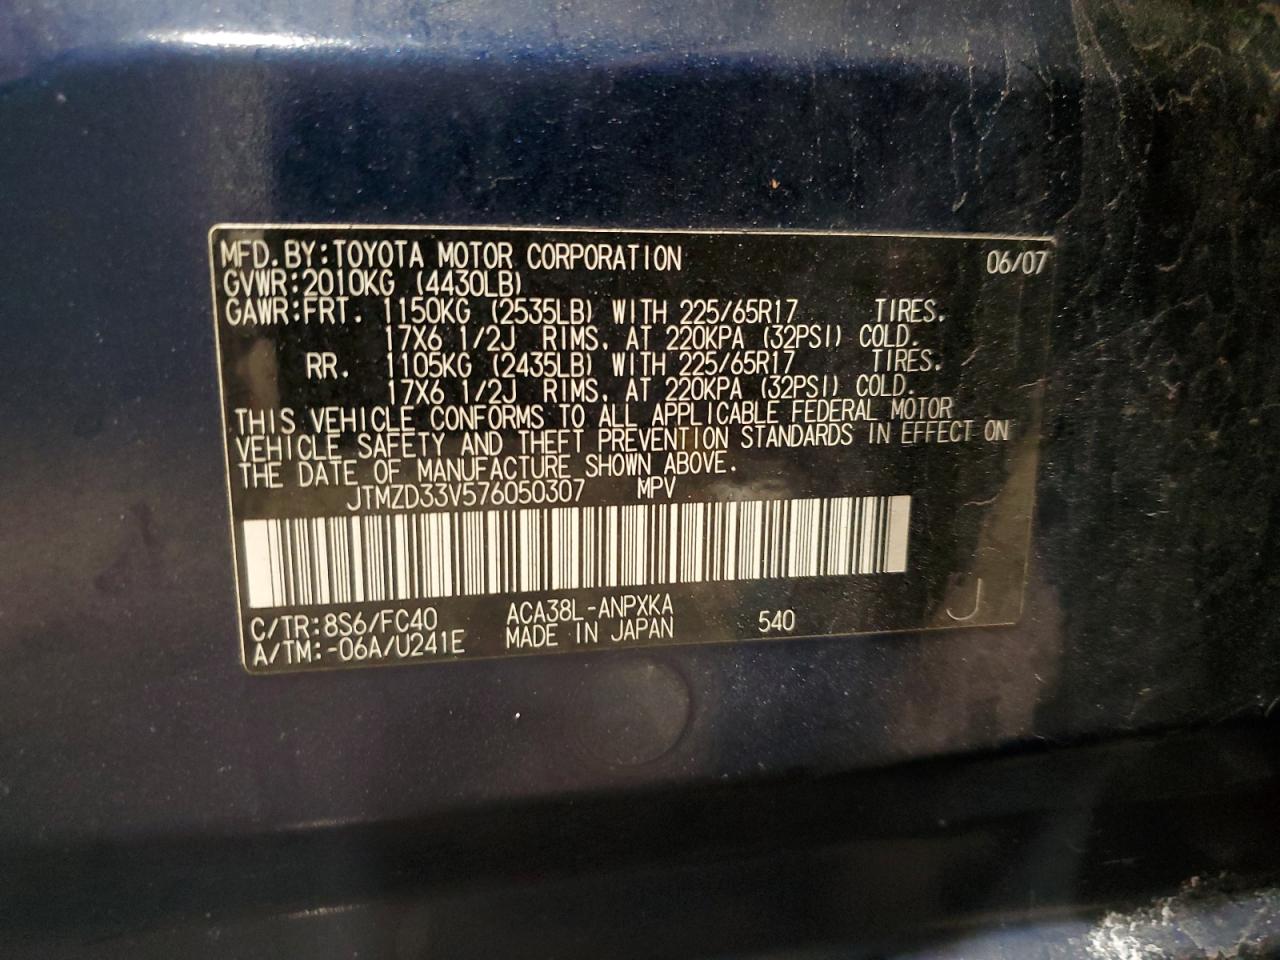 MFD.BY:TOYOTA MOTOR CORPORATION 06/07
GVWR:2010KG (4430LB)
GAWR:FRT. 1150KG (2535LB) WITH 225/65R17 TIRES.
17X6 1/2J RIMS. AT 220KPA (32PSI) COLD.
RR. 1105KG (2435LB) WITH 225/65R17 TIRES.
17X6 1/2J RIMS. AT 220KPA (32PSI) COLD.
THIS VEHICLE CONFORMS TO ALL APPLICABLE FEDERAL MOTOR
VEHICLE SAFETY AND THEFT PREVENTION STANDARDS IN EFFECT ON
THE DATE OF MANUFACTURE SHOWN ABOVE.
JTMZD33V576050307 MPV
C/TR:8S6/FC40 ACA38L-ANPXKA 540 J
A/TM:-06A/U241E MADE IN JAPAN